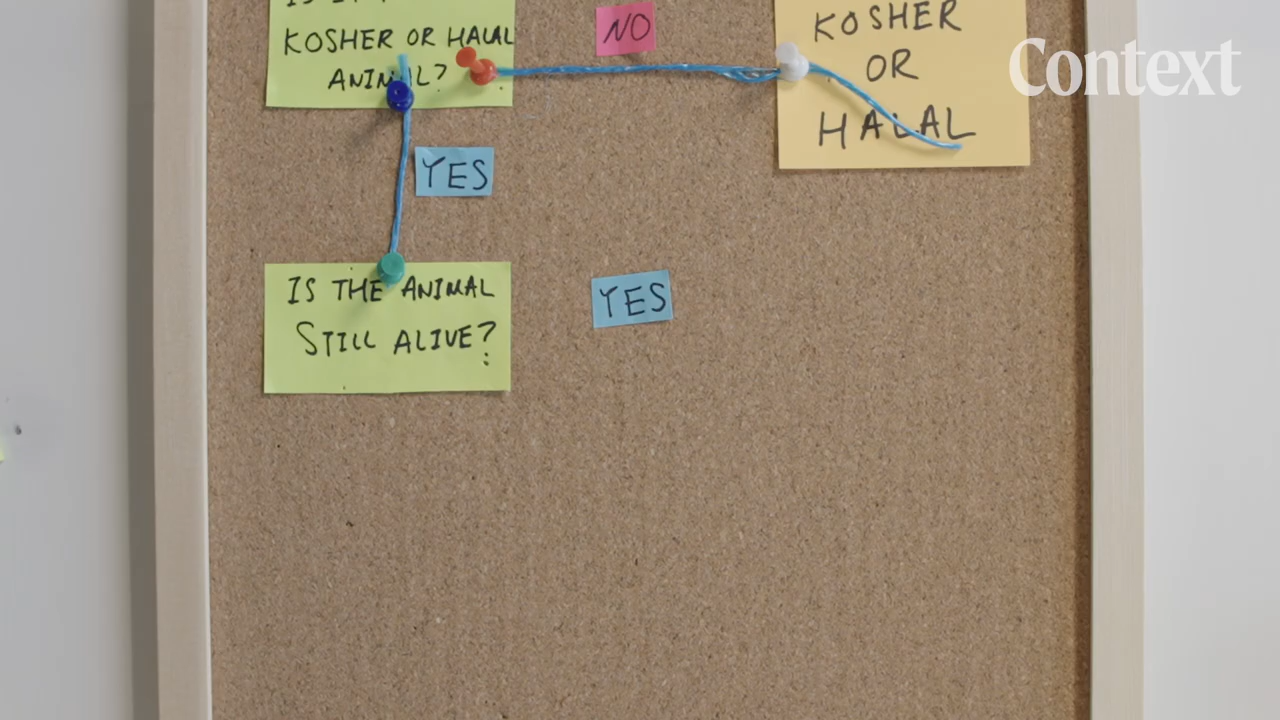 KOSHER OR HALAL
ANIMAL?
NO
KOSHER
OR
HALAL
Context
YES
IS THE ANIMAL
STILL ALIVE?
YES